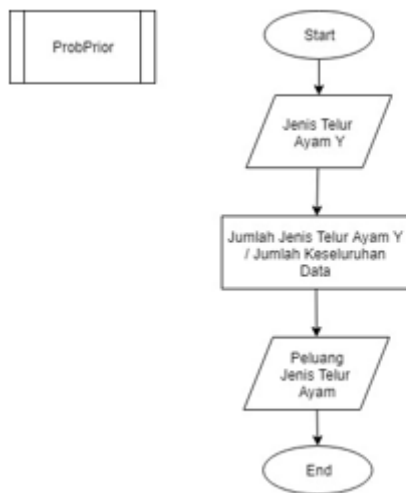 ProbPrior
Start
Jenis Telur
Ayam Y
Jumlah Jenis Telur Ayam Y
/ Jumlah Keseluruhan
Data
Peluang
Jenis Telur
Ayam
End